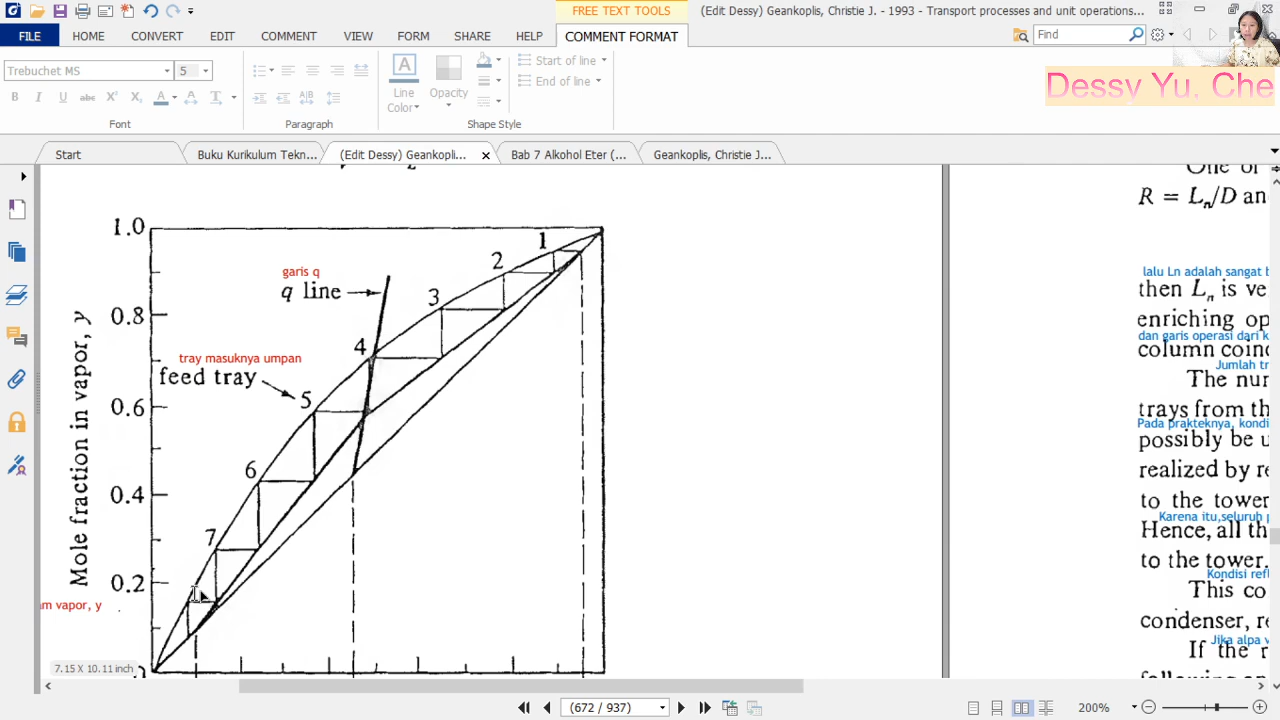 FREE TEXT TOOLS
(Edit Dessy) Geankoplis, Christie J. - 1993 - Transport processes and unit operations...
FILE HOME CONVERT EDIT COMMENT VIEW FORM SHARE HELP COMMENT FORMAT
Find
Trebuchet MS 5
Line Color
Opacity
Start of line
End of line
Font Paragraph Shape Style
Dessy Yu, Che
Start
Buku Kurikulum Tekn...
(Edit Dessy) Geankopli...
Bab 7 Alkohol Eter (...
Geankoplis, Christie J...
1.0
0.8
0.6
0.4
0.2
Mole fraction in vapor, y
am vapor, y
garis q
q line
tray masuknya umpan
feed tray
1
2
3
4
5
6
7
One of
R = Ln/D an
lalu Ln adalah sangat b
then Ln is ve
enriching op
dan garis operasi dari k
column coinc
Jumlah tr
The nur
trays from th
Pada prakteknya, kondi
possibly be u
realized by re
to the tower
Karena itu,seluruh p
Hence, all th
to the tower.
Kondisi refl
This co
condenser, re
Jika alpa v
If the r
7.15 X 10.11 inch
(672 / 937)
200%